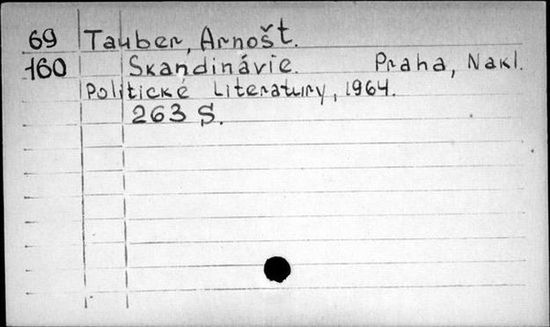 69 Tauber, Arnošt.
160 Skandinávie. Praha, Nakl.
Politické Literatury, 1964.
263 S.